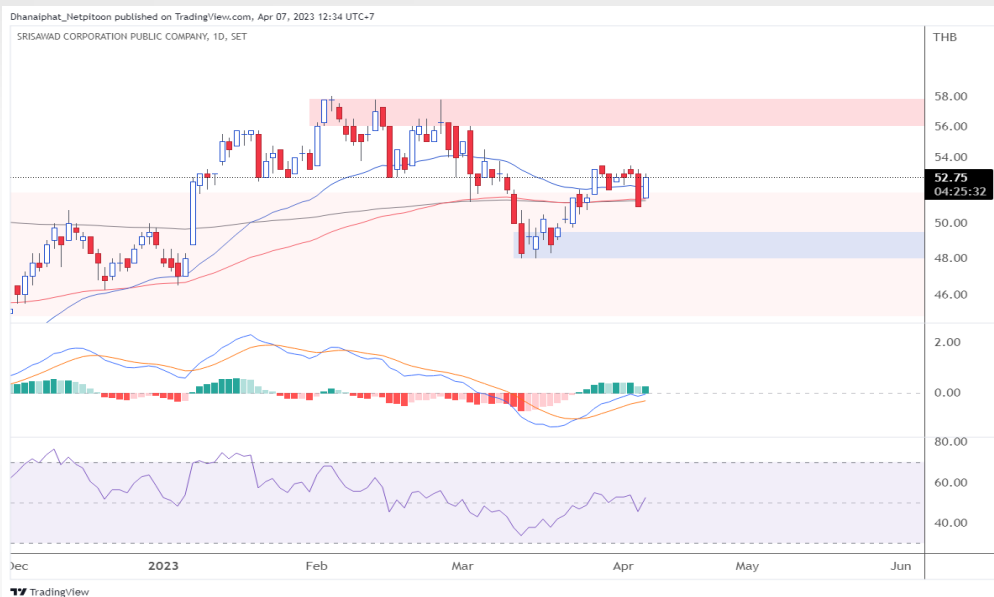 Dhanaiphat_Netpitoon published on TradingView.com, Apr 07, 2023 12:34 UTC+7
SRISAWAD CORPORATION PUBLIC COMPANY, 1D, SET
THB
58.00
56.00
54.00
52.75
04:25:32
50.00
48.00
46.00
2.00
0.00
80.00
60.00
40.00
Dec 2023 Feb Mar Apr May Jun
TradingView